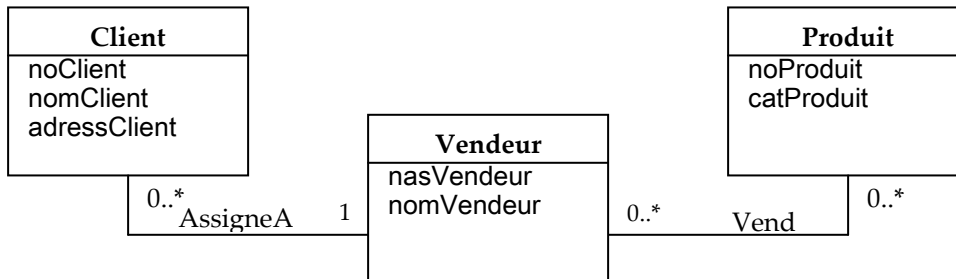 Client
noClient
nomClient
adressClient
Produit
noProduit
catProduit
Vendeur
nasVendeur
nomVendeur
0..*
AssigneA
1
0..*
Vend
0..*